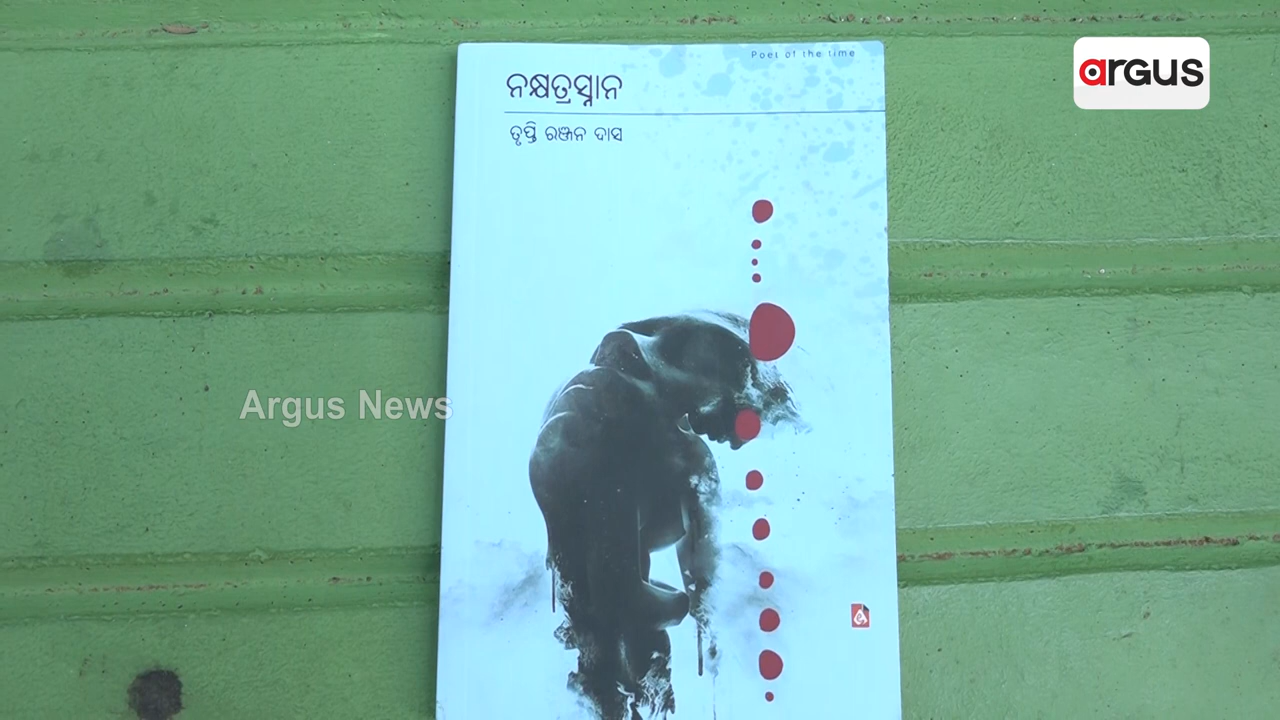 Poet of the time
ନକ୍ଷତ୍ରସ୍ନାନ
ତୃପ୍ତି ରଞ୍ଜନ ଦାସ
argus
Argus News